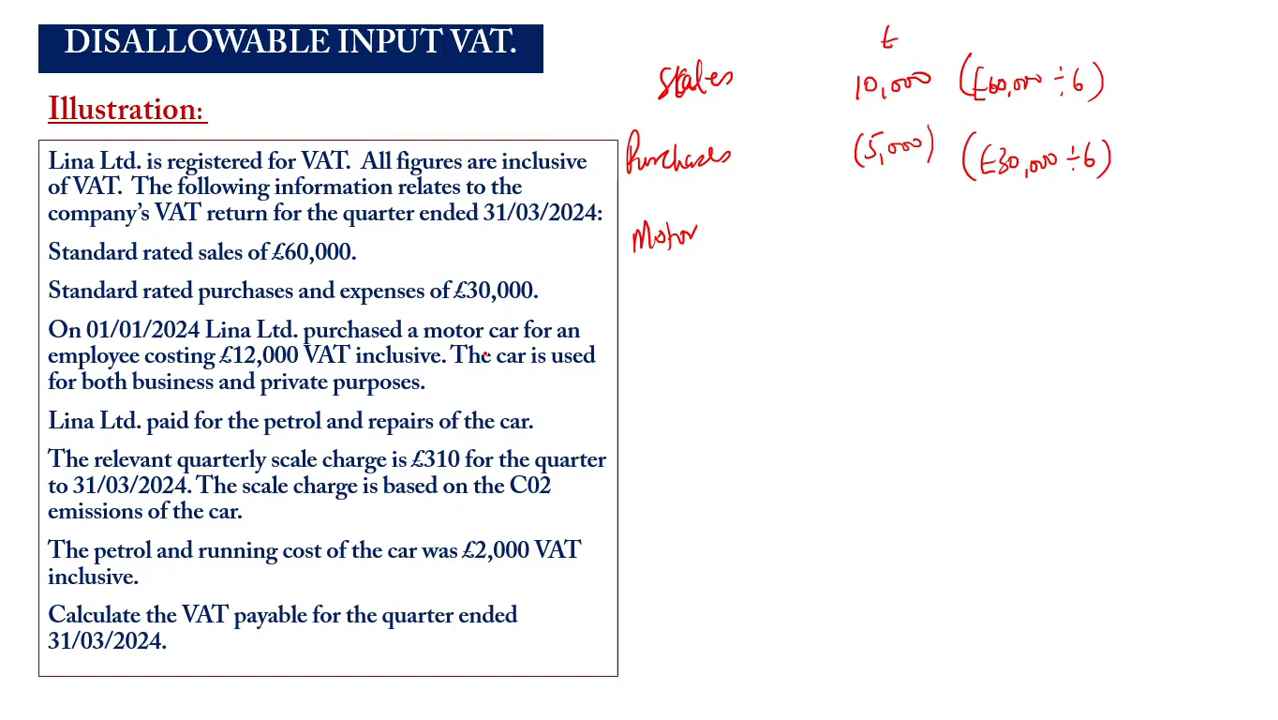 DISALLOWABLE INPUT VAT.
Illustration:
Lina Ltd. is registered for VAT. All figures are inclusive
of VAT. The following information relates to the
company's VAT return for the quarter ended 31/03/2024:
Standard rated sales of £60,000.
Standard rated purchases and expenses of £30,000.
On 01/01/2024 Lina Ltd. purchased a motor car for an
employee costing £12,000 VAT inclusive. The car is used
for both business and private purposes.
Lina Ltd. paid for the petrol and repairs of the car.
The relevant quarterly scale charge is £310 for the quarter
to 31/03/2024. The scale charge is based on the C02
emissions of the car.
The petrol and running cost of the car was £2,000 VAT
inclusive.
Calculate the VAT payable for the quarter ended
31/03/2024.
£
Sales 10,000 (£60,000 ÷ 6)
Purchases (5,000) (£30,000 ÷ 6)
Motor